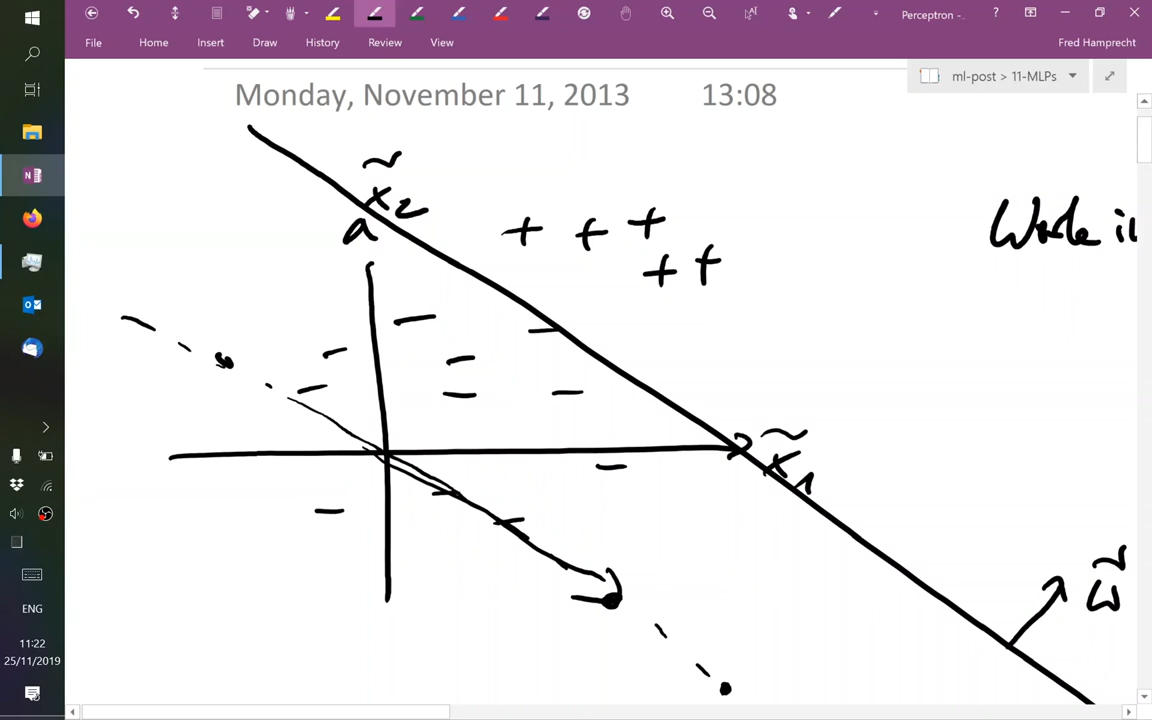 Perceptron -..
File Home Insert Draw History Review View Fred Hamprecht
ml-post > 11-MLPs
Monday, November 11, 2013 13:08
x̃2
+ + +
+ +
x̃1
w̃
ENG
11:22
25/11/2019